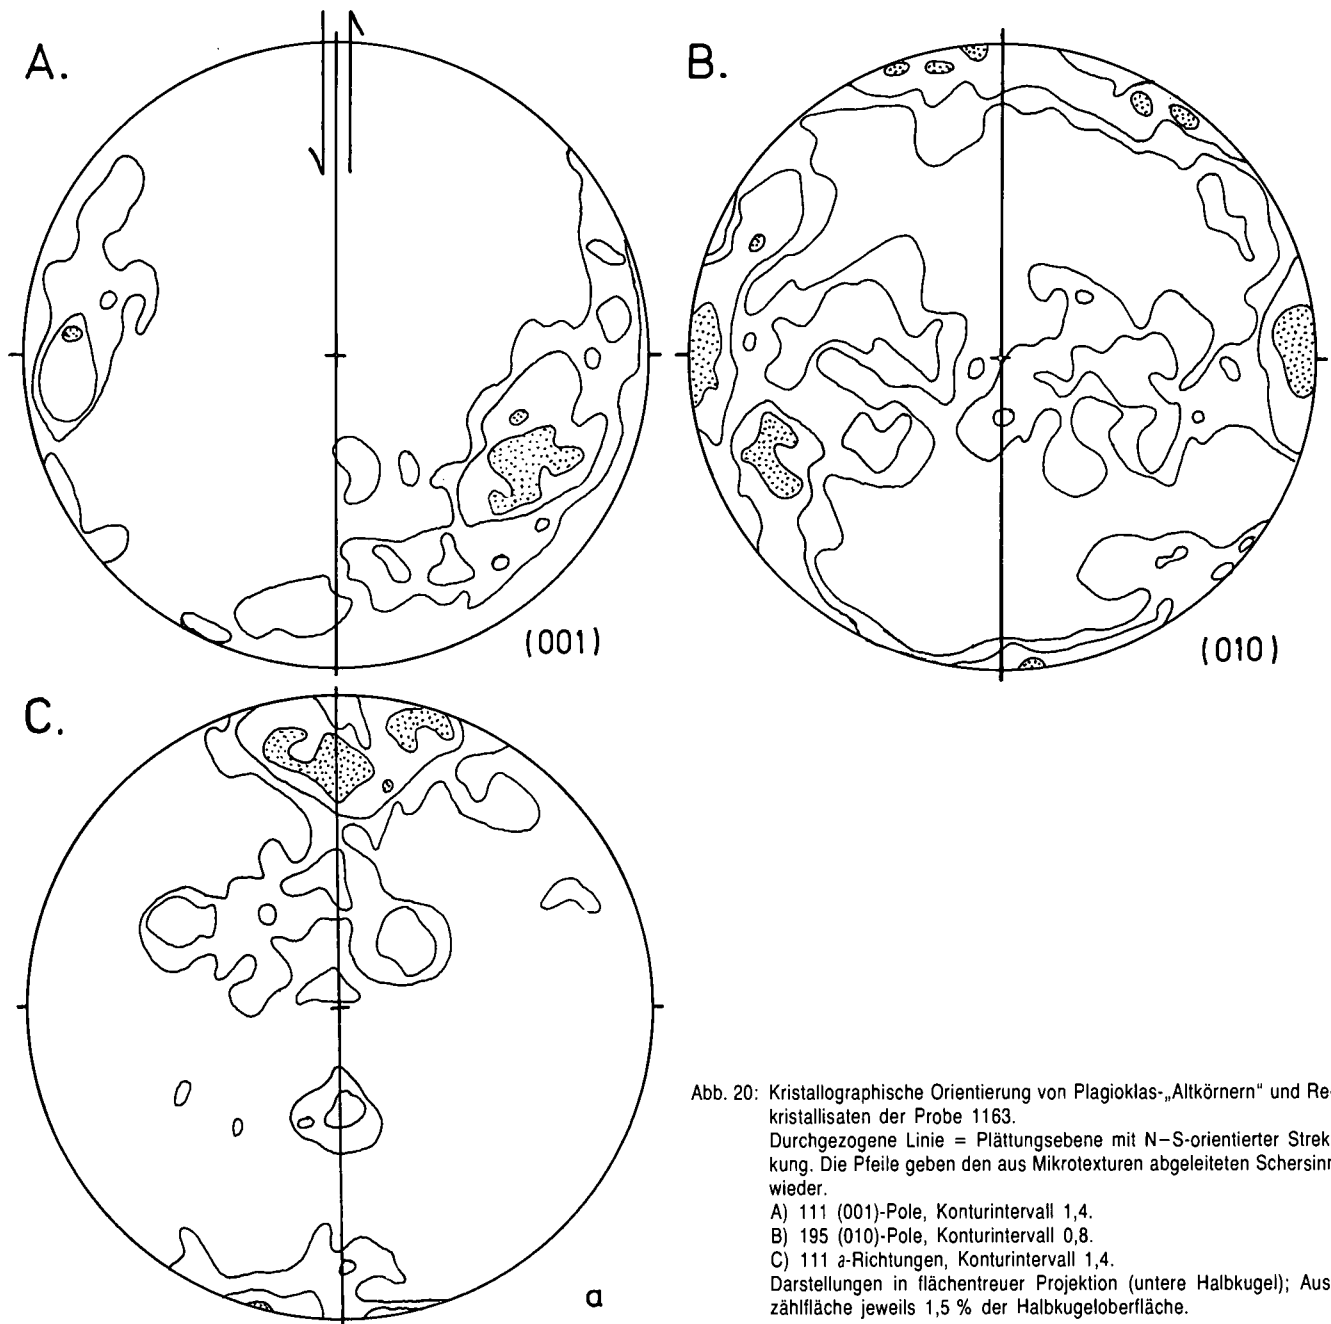 A.
B.
(001)
(010)
C.
a
Abb. 20: Kristallographische Orientierung von Plagioklas-„Altkörnern“ und Re-
kristallisaten der Probe 1163.
Durchgezogene Linie = Plättungsebene mit N–S-orientierter Strek-
kung. Die Pfeile geben den aus Mikrotexturen abgeleiteten Schersinn
wieder.
A) 111 (001)-Pole, Konturintervall 1,4.
B) 195 (010)-Pole, Konturintervall 0,8.
C) 111 a-Richtungen, Konturintervall 1,4.
Darstellungen in flächentreuer Projektion (untere Halbkugel); Aus-
zählfläche jeweils 1,5 % der Halbkugeloberfläche.